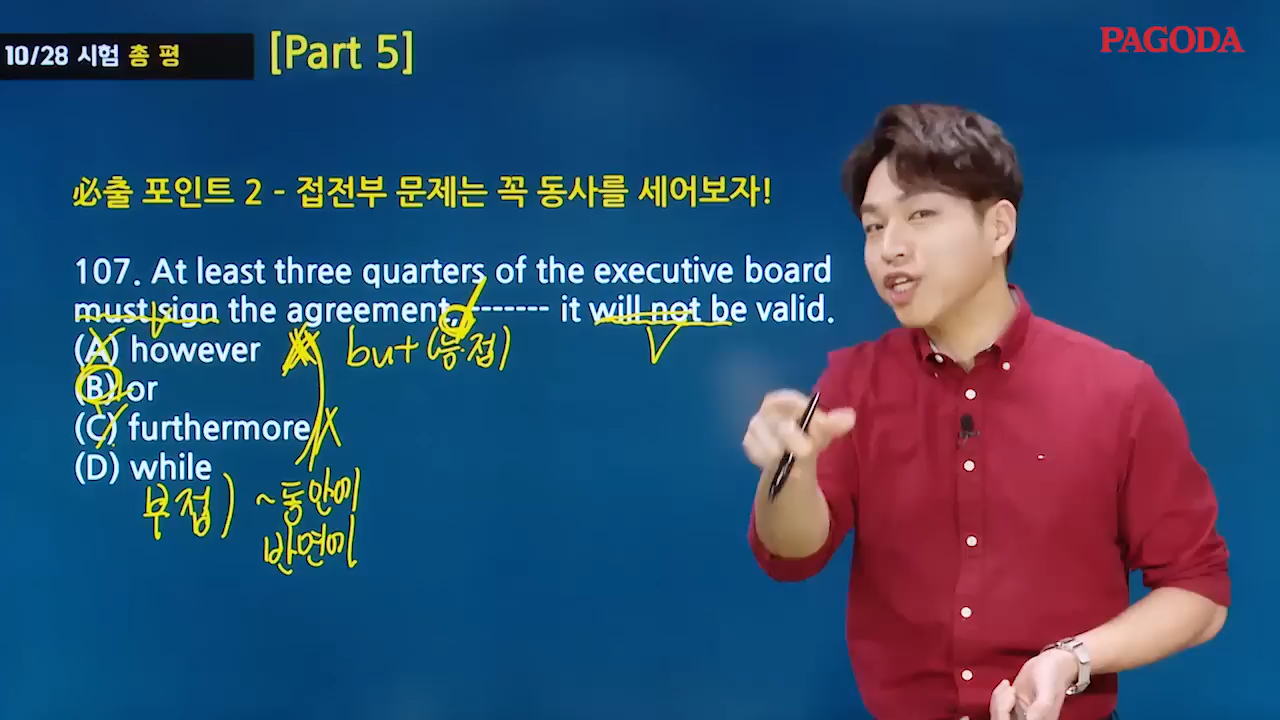 10/28 시험 총 평
[Part 5]
PAGODA
必출 포인트 2 - 접전부 문제는 꼭 동사를 세어보자!
107. At least three quarters of the executive board
must sign the agreement, ------- it will not be valid.
V
V
(A) however
but (등접)
(B) or
(C) furthermore
X
(D) while
부접) ~동안에
반면에